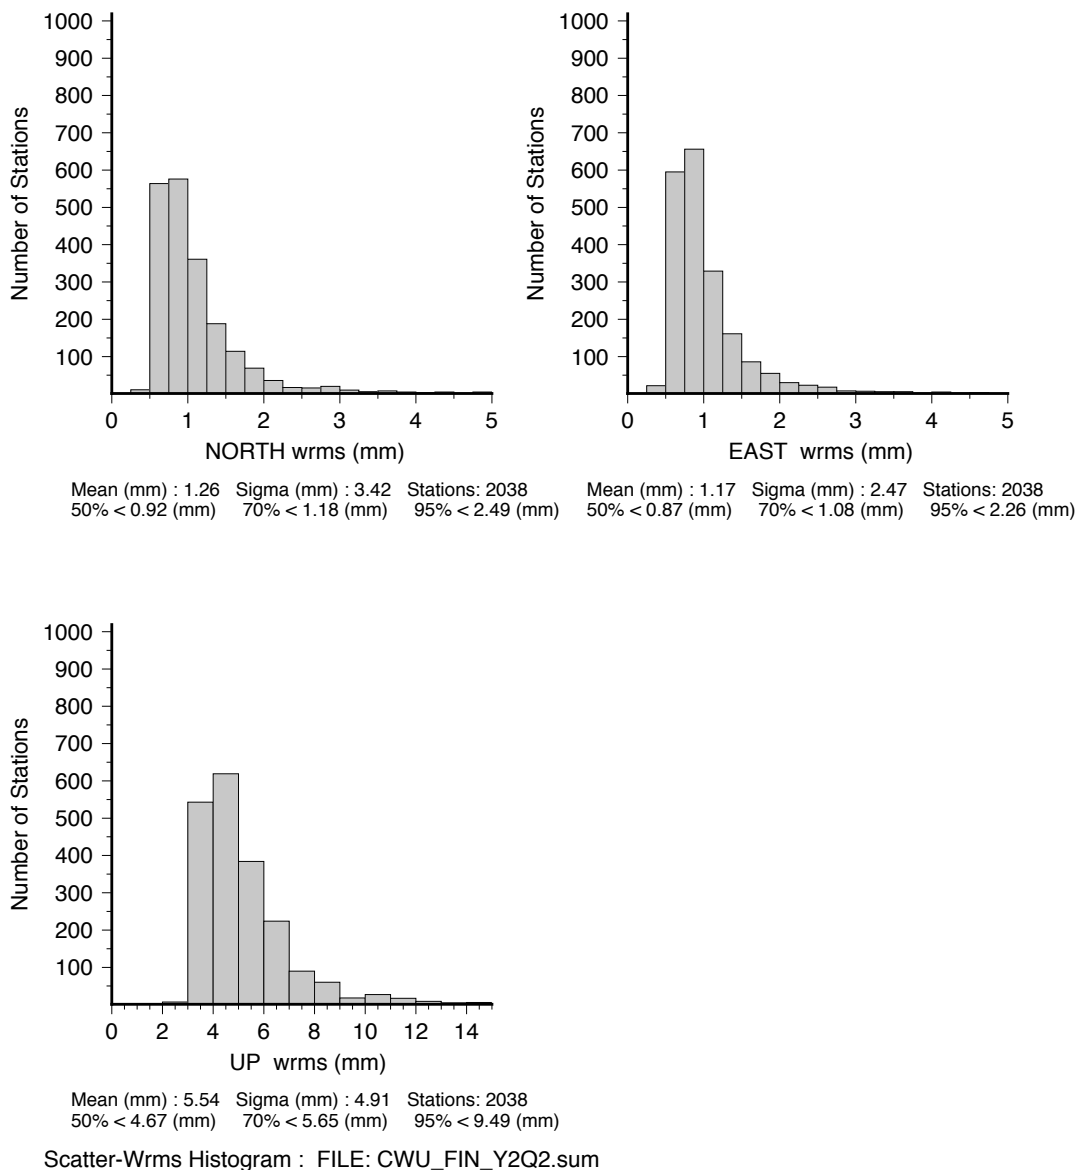 1000
900
800
700
600
500
400
300
200
100
Number of Stations
0 1 2 3 4 5
NORTH wrms (mm)
Mean (mm) : 1.26 Sigma (mm) : 3.42 Stations: 2038
50% < 0.92 (mm) 70% < 1.18 (mm) 95% < 2.49 (mm)
1000
900
800
700
600
500
400
300
200
100
Number of Stations
0 1 2 3 4 5
EAST wrms (mm)
Mean (mm) : 1.17 Sigma (mm) : 2.47 Stations: 2038
50% < 0.87 (mm) 70% < 1.08 (mm) 95% < 2.26 (mm)
1000
900
800
700
600
500
400
300
200
100
Number of Stations
0 2 4 6 8 10 12 14
UP wrms (mm)
Mean (mm) : 5.54 Sigma (mm) : 4.91 Stations: 2038
50% < 4.67 (mm) 70% < 5.65 (mm) 95% < 9.49 (mm)
Scatter-Wrms Histogram : FILE: CWU_FIN_Y2Q2.sum